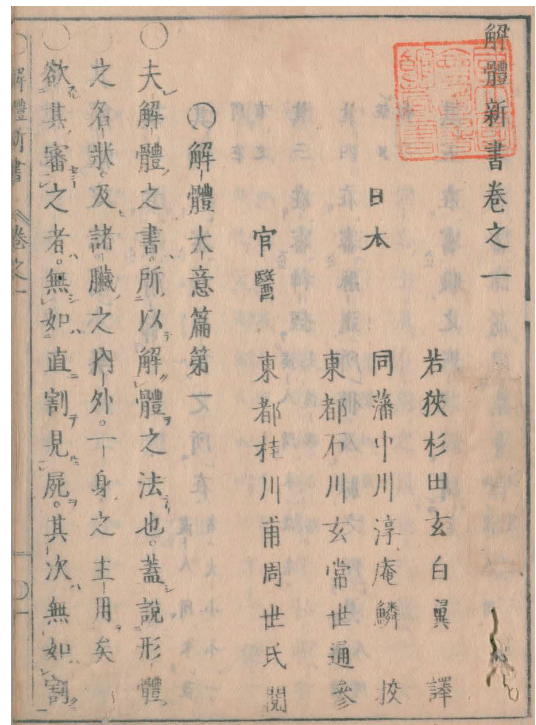 解體新書卷之一
若狹杉田玄白翼 譯
日本 同藩中川淳庵鱗 挍
東都石川玄常世通參
官醫 東都桂川甫周世民閱
〇解體大意篇第一
夫解體之書。所以解體之法也。蓋說形體
之名狀。及諸臟之內外。一身之主用矣
欲其審之者。無如直割見屍。其次無如割
解體新書 卷之一